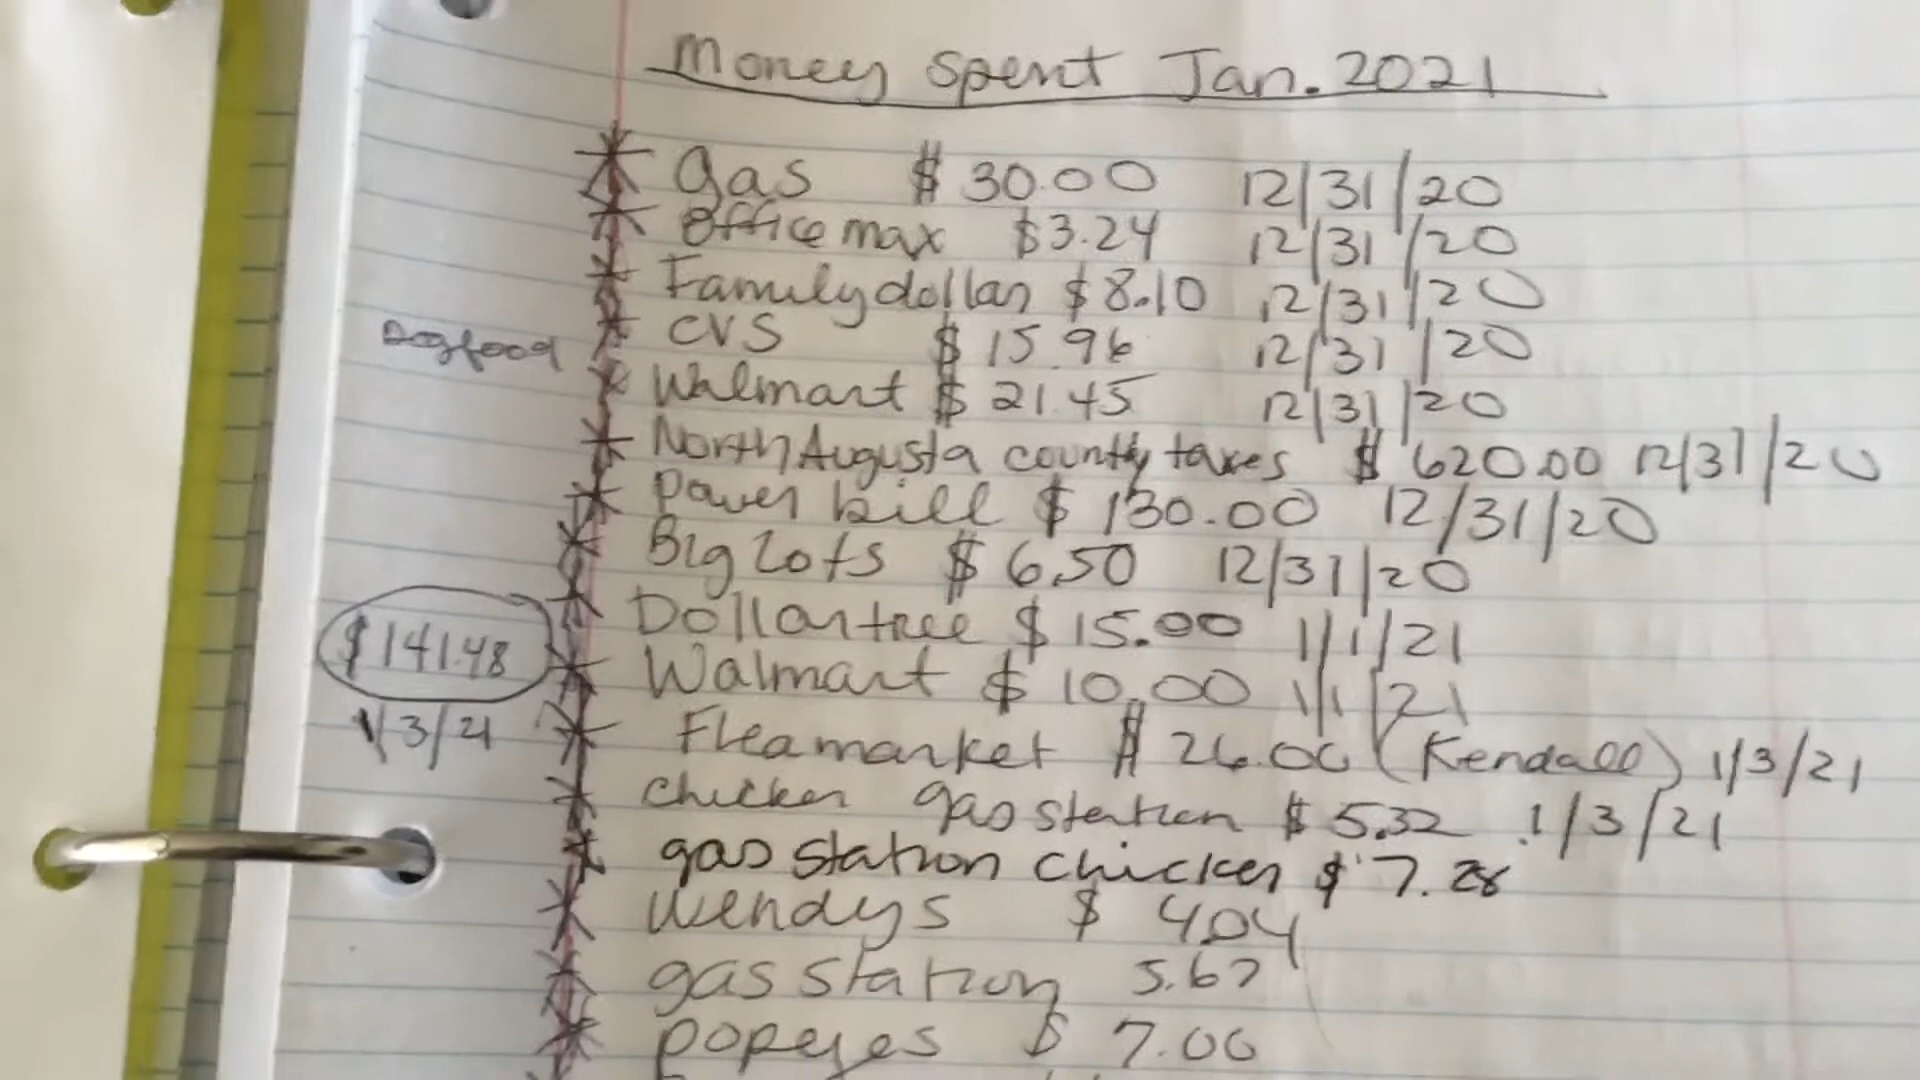 Money Spent Jan. 2021
Gas $ 30.00 12/31/20
Office max $3.24 12/31/20
Family dollar $8.10 12/31/20
CVS $ 15.96 12/31/20
Dog food
Walmart $ 21.45 12/31/20
North Augusta county taxes $ 620.00 12/31/20
Power bill $ 130.00 12/31/20
Big Lots $ 6.50 12/31/20
Dollar tree $ 15.00 1/1/21
$141.48
Walmart $ 10.00 1/1/21
1/3/21
Flea market $ 26.00 (Kendall) 1/3/21
chicken gas station $ 5.32 1/3/21
gas station chicken $ 7.28
Wendys $ 4.04
gas station 5.67
popeyes $ 7.00